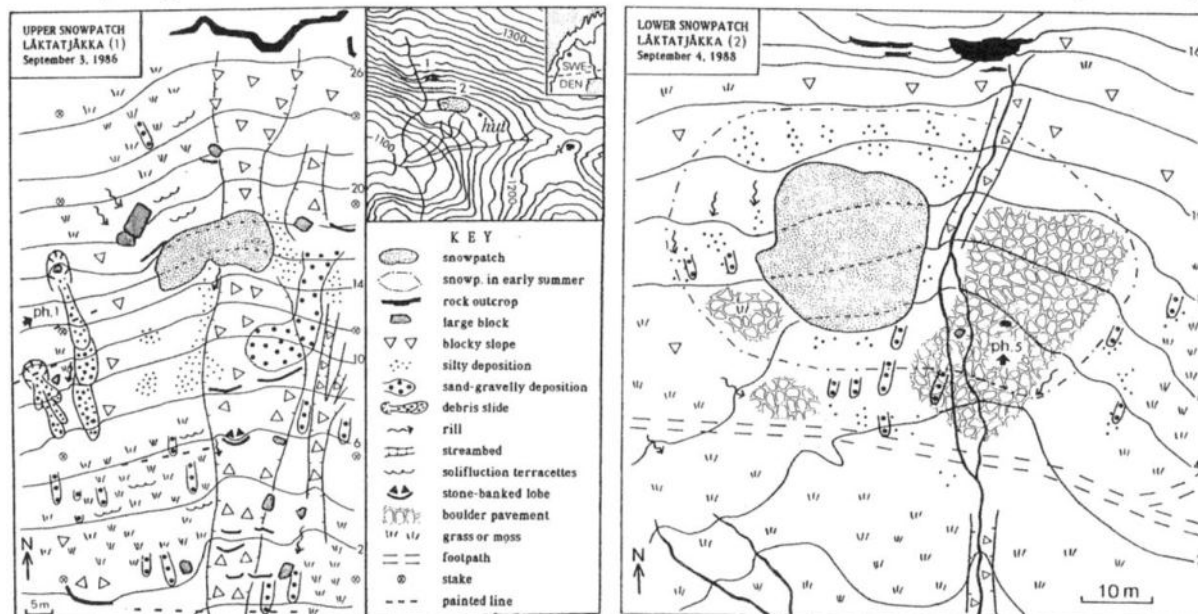 UPPER SNOWPATCH
LÅKTATJÅKKA (1)
September 3, 1986
26
20
14
10
6
2
ph.1
N
5m
1300
1
2
hut
1100
1200
SWE-
DEN
KEY
snowpatch
snowp. in early summer
rock outcrop
large block
blocky slope
silty deposition
sand-gravelly deposition
debris slide
rill
streambed
solifluction terracettes
stone-banked lobe
boulder pavement
grass or moss
footpath
stake
painted line
LOWER SNOWPATCH
LÅKTATJÅKKA (2)
September 4, 1988
ph.5
N
10 m